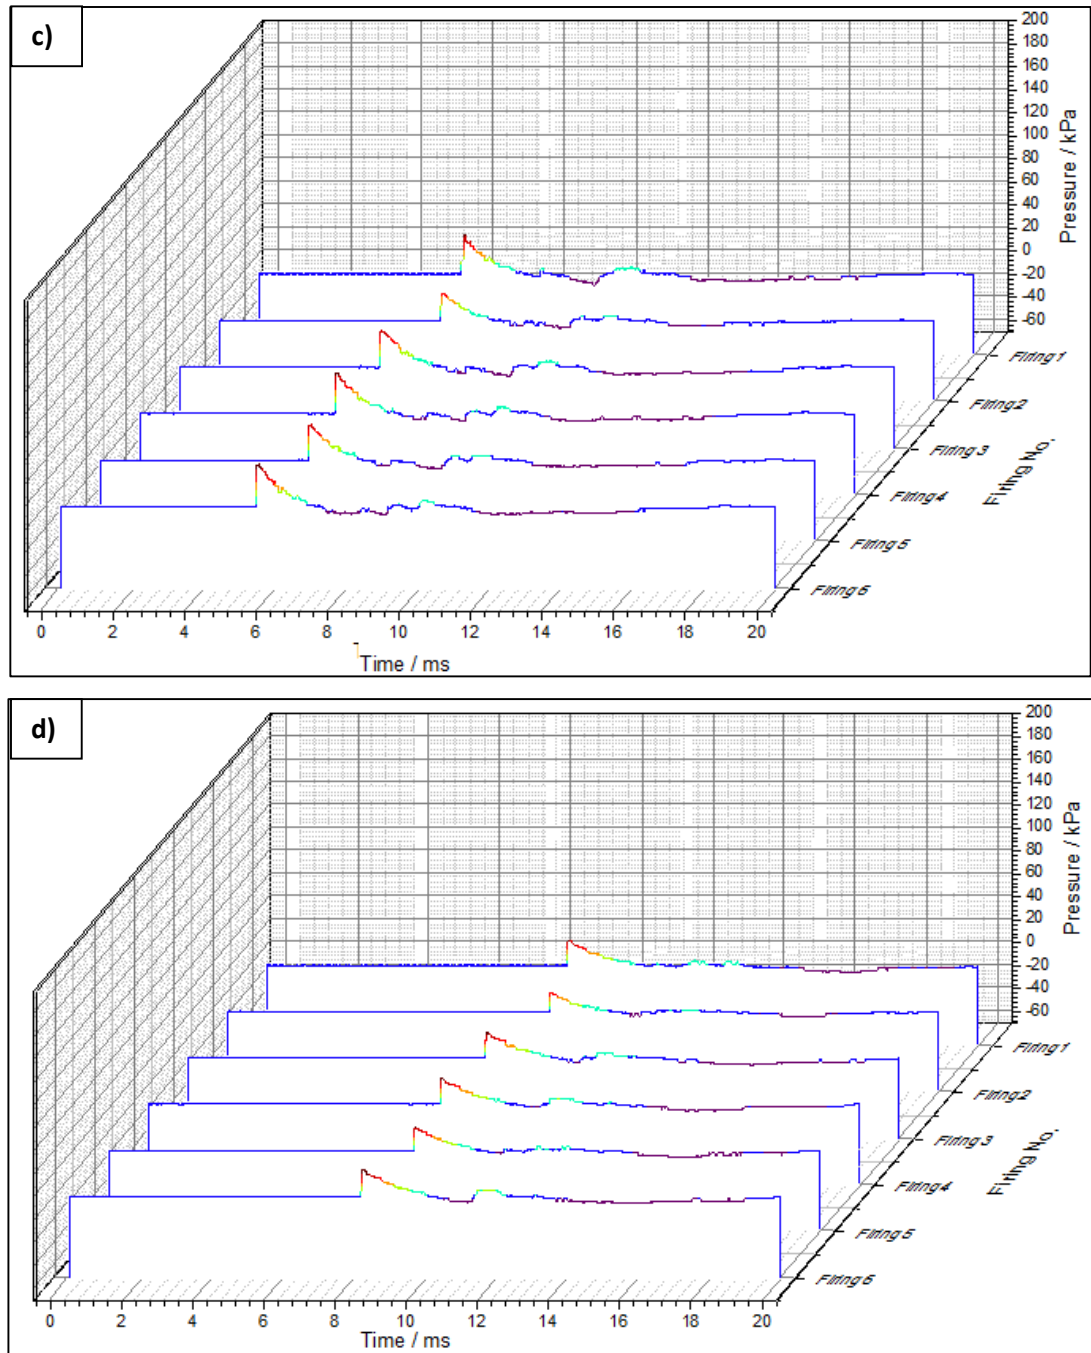 c)
200
180
160
140
120
100
80
60
40
20
0
-20
-40
-60
Pressure / kPa
Firing 1
Firing 2
Firing 3
Firing 4
Firing 5
Firing 6
Firing No.
0 2 4 6 8 10 12 14 16 18 20
Time / ms
d)
200
180
160
140
120
100
80
60
40
20
0
-20
-40
-60
Pressure / kPa
Firing 1
Firing 2
Firing 3
Firing 4
Firing 5
Firing 6
Firing No.
0 2 4 6 8 10 12 14 16 18 20
Time / ms